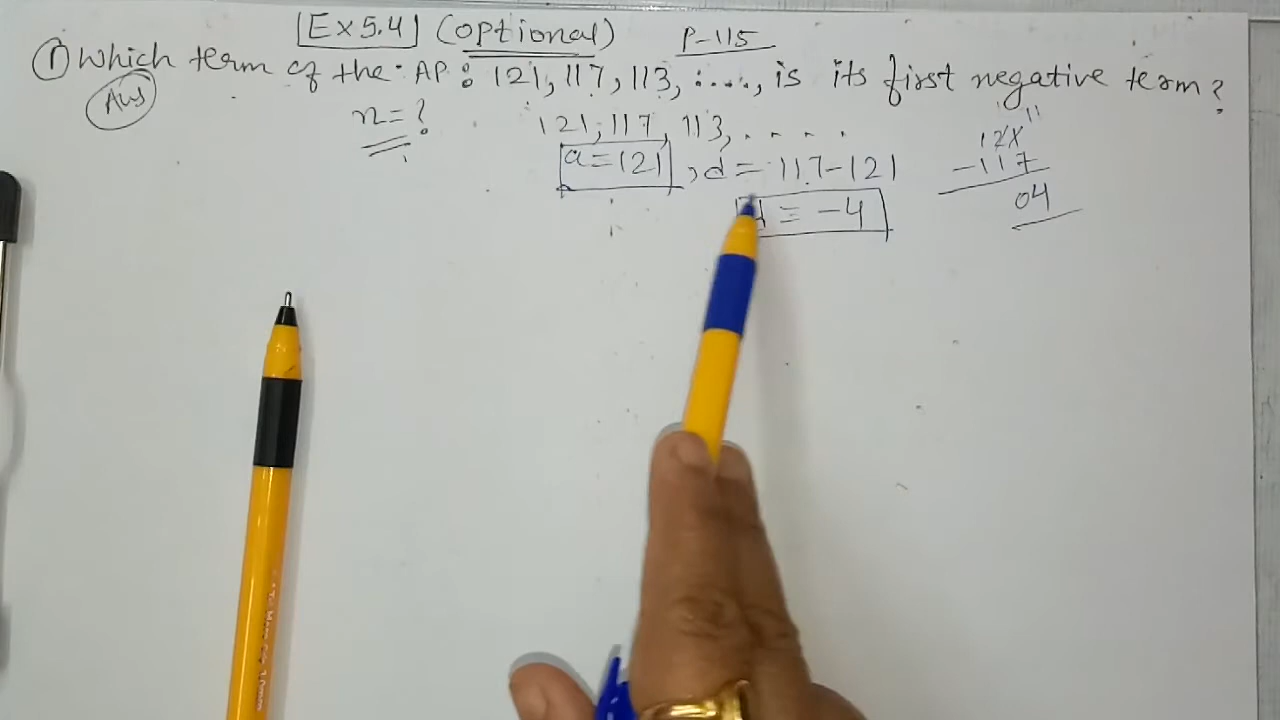 [Ex 5.4] (optional) P-115
① Which term of the AP: 121, 117, 113, ....., is its first negative term?
Ans
n = ?
121, 117, 113, ....
a = 121, d = 117-121
d = -4
121 11
-117
04